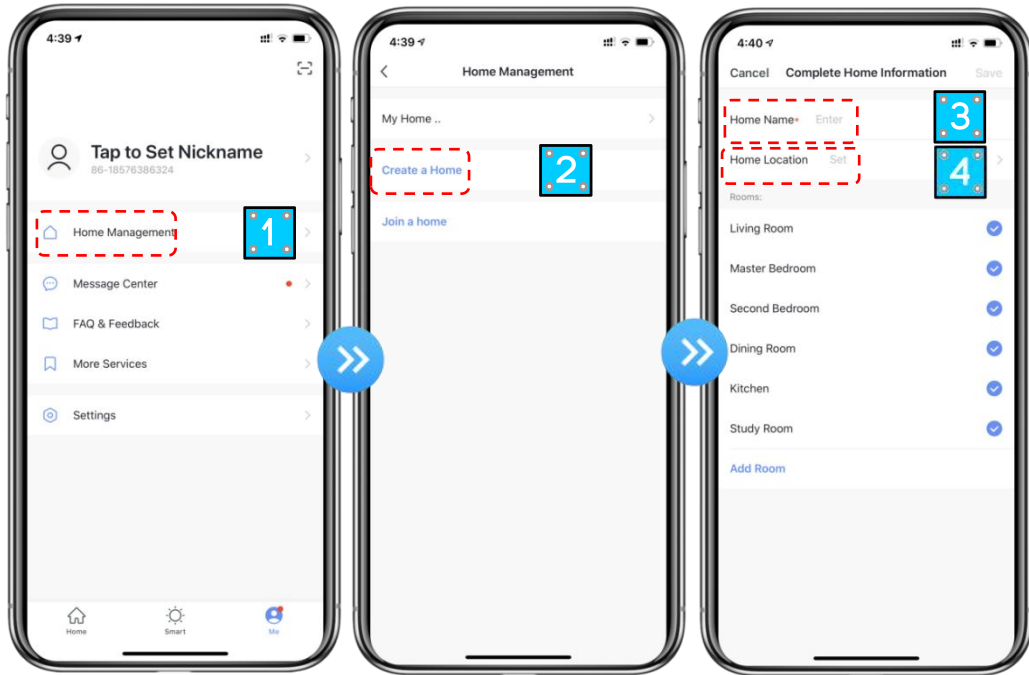 4:39
Tap to Set Nickname
86-18576386324
Home Management
1
Message Center
FAQ & Feedback
More Services
Settings
Home
Smart
Me
4:39
Home Management
My Home ..
Create a Home
2
Join a home
4:40
Cancel Complete Home Information Save
Home Name* Enter
3
Home Location Set
4
Rooms:
Living Room
Master Bedroom
Second Bedroom
Dining Room
Kitchen
Study Room
Add Room